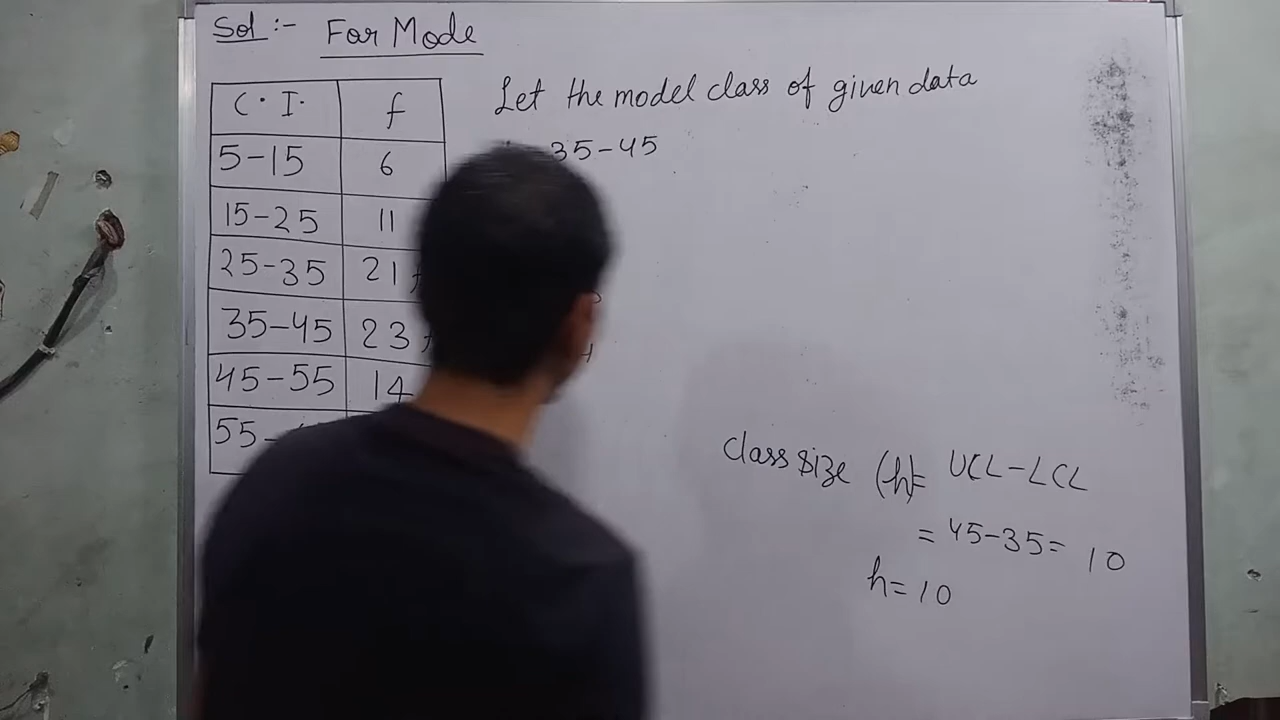 Sol :- For Mode
C.I. f
5-15 6
15-25 11
25-35 21
35-45 23
45-55 14
55-
Let the model class of given data
35-45
Class size (h)= UCL-LCL
= 45-35= 10
h=10